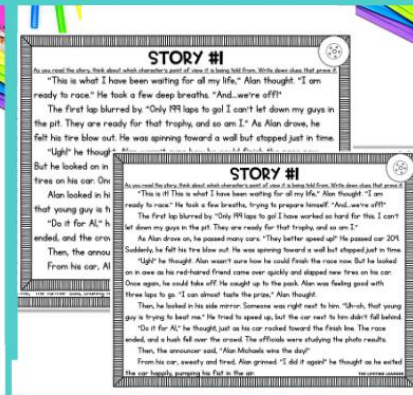 STORY #1
As you read the story, think about which character's point of view it is being told from. Write down clues that prove it.
"This is what I have been waiting for all my life," Alan thought. "I am
ready to race." He took a few deep breaths. "And...we're off!"
The first lap blurred by. "Only 199 laps to go! I can't let down my guys in
the pit. They are ready for that trophy, and so am I." As Alan drove, he
felt his tire blow out. He was spinning toward a wall but stopped just in time.
"Ugh!" he thought
But he looked on in
tires on his car. Onc
Alan looked in hi
that young guy is t
"Do it for Al," h
ended, and the cro
Then, the annou
From his car, Al
STORY #1
As you read the story, think about which character's point of view it is being told from. Write down clues that prove it.
"This is it! This is what I have been waiting for all my life," Alan thought. "I am
ready to race." He took a few breaths, trying to prepare himself. "And...we're off!"
The first lap blurred by. "Only 199 laps to go! I have worked so hard for this. I can't
let down my guys in the pit. They are ready for that trophy, and so am I."
As Alan drove on, he passed many cars. "They better speed up!" He passed car 209.
Suddenly, he felt his tire blow out. He was spinning toward a wall but stopped just in time.
"Ugh!" he thought. Alan wasn't sure how he could finish the race now. But he looked
on in awe as his red-haired friend came over quickly and slapped new tires on his car.
Once again, he could take off. He caught up to the pack. Alan was feeling good with
three laps to go. "I can almost taste the prize," Alan thought.
Then, he looked in his side mirror. Someone was right next to him. "Uh-oh, that young
guy is trying to beat me." He tried to speed up, but the car next to him didn't fall behind.
"Do it for Al," he thought, just as his car rocked toward the finish line. The race
ended, and a hush fell over the crowd. The officials were studying the photo results.
Then, the announcer said, "Alan Michaels wins the day!"
From his car, sweaty and tired, Alan grinned. "I did it again!" he thought as he exited
the car happily, pumping his fist in the air.
THE LIFETIME LEARNER